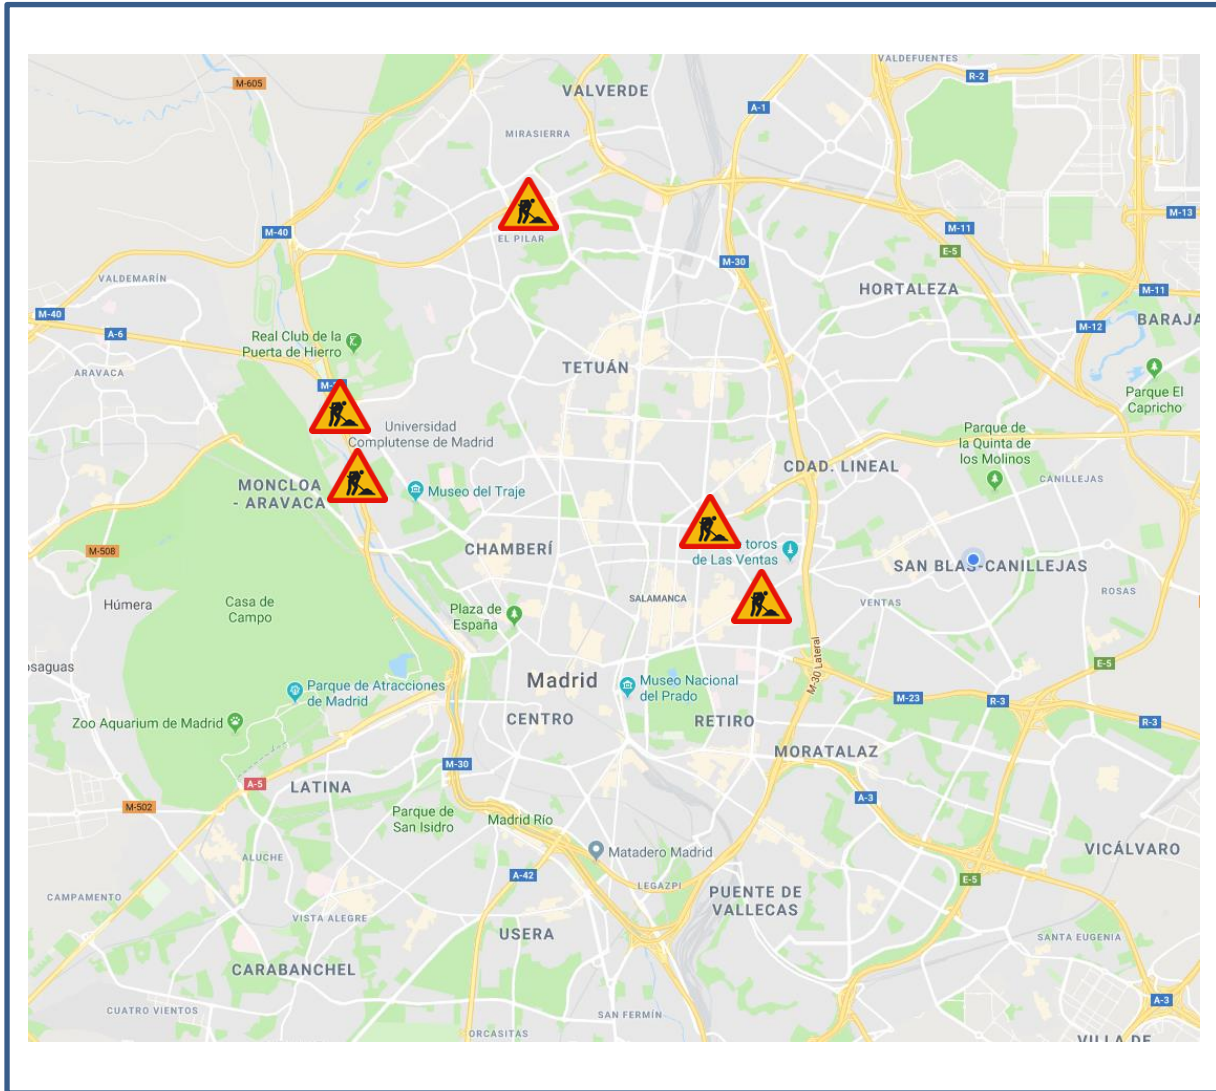 VALDEFUENTES
R-2
M-605
VALVERDE
A-1
MIRASIERRA
M-13
M-40
EL PILAR
M-11
E-5
M-30
VALDEMARÍN
HORTALEZA
M-11
M-40
BARAJA
M-12
A-6
Real Club de la
Puerta de Hierro
TETUÁN
ARAVACA
Parque El
Capricho
Universidad
Complutense de Madrid
Parque de
la Quinta de
los Molinos
CDAD. LINEAL
CANILLEJAS
MONCLOA
- ARAVACA
Museo del Traje
M-508
CHAMBERÍ
toros
de Las Ventas
SAN BLAS-CANILLEJAS
ROSAS
Húmera
Casa de
Campo
SALAMANCA
VENTAS
Plaza de
España
M-30 Lateral
osaguas
E-5
Madrid
Museo Nacional
del Prado
Parque de Atracciones
de Madrid
M-23
R-3
R-3
Zoo Aquarium de Madrid
CENTRO
RETIRO
MORATALAZ
M-30
A-5
LATINA
A-3
M-502
Parque de
San Isidro
Madrid Río
Matadero Madrid
VICÁLVARO
ALUCHE
A-42
LEGAZPI
E-5
CAMPAMENTO
PUENTE DE
VALLECAS
VISTA ALEGRE
USERA
SANTA EUGENIA
CARABANCHEL
A-3
CUATRO VIENTOS
SAN FERMÍN
ORCASITAS
VILLA DE